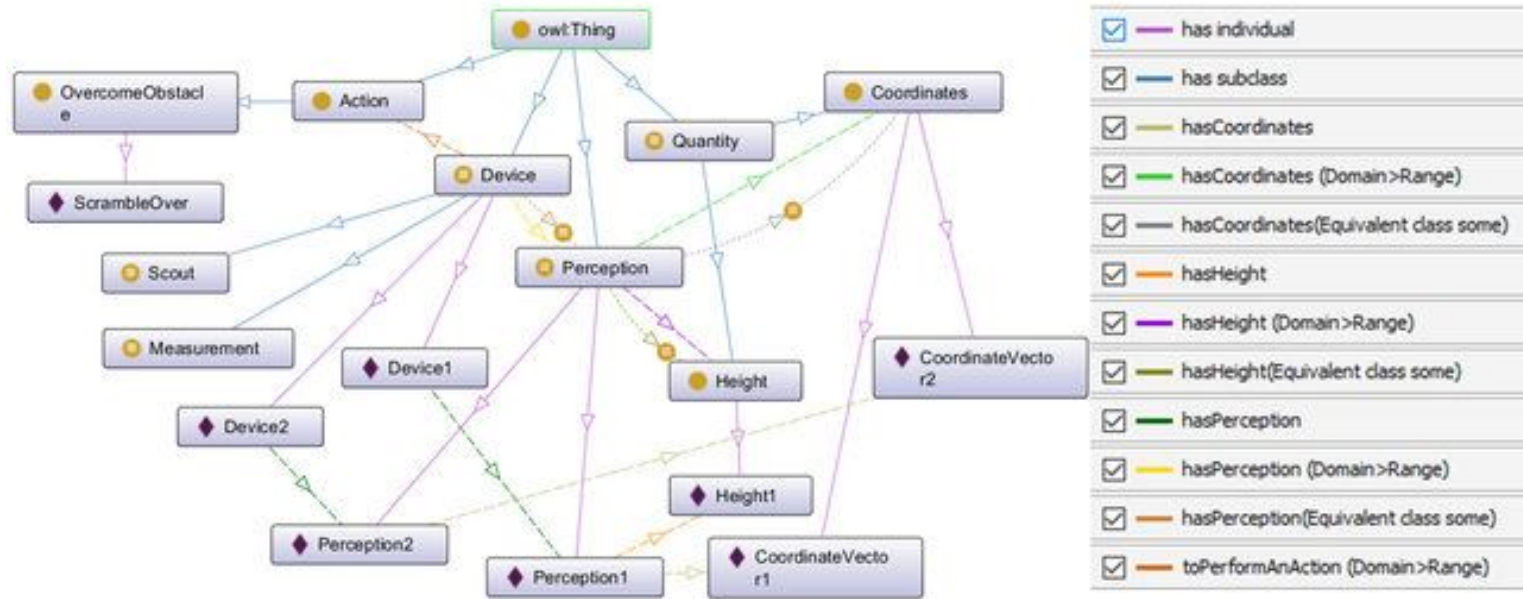 owl:Thing
OvercomeObstacl
e
Action
Coordinates
Quantity
Device
ScrambleOver
Scout
Perception
Measurement
Device1
Height
CoordinateVecto
r2
Device2
Height1
Perception2
Perception1
CoordinateVecto
r1
has individual
has subclass
hasCoordinates
hasCoordinates (Domain>Range)
hasCoordinates(Equivalent class some)
hasHeight
hasHeight (Domain>Range)
hasHeight(Equivalent class some)
hasPerception
hasPerception (Domain>Range)
hasPerception(Equivalent class some)
toPerformAnAction (Domain>Range)